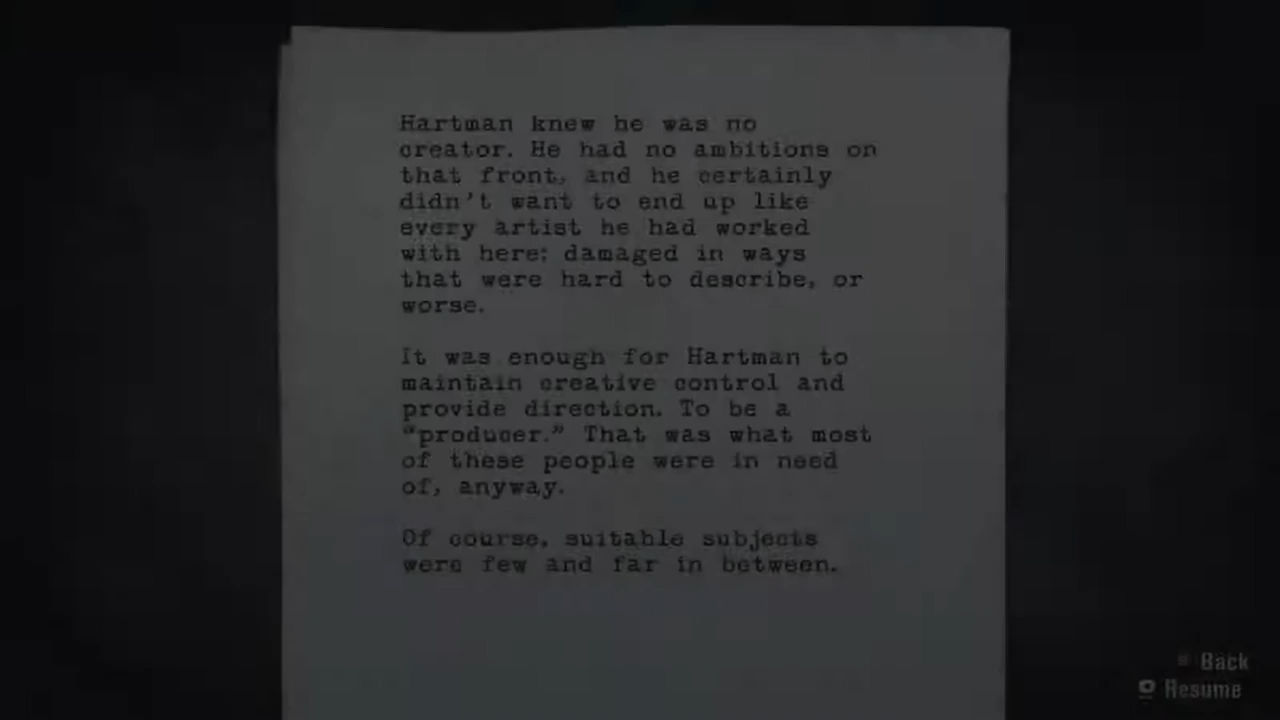 Hartman knew he was no
creator. He had no ambitions on
that front, and he certainly
didn't want to end up like
every artist he had worked
with here: damaged in ways
that were hard to describe, or
worse.
It was enough for Hartman to
maintain creative control and
provide direction. To be a
“producer.” That was what most
of these people were in need
of, anyway.
Of course, suitable subjects
were few and far in between.
Back
Resume